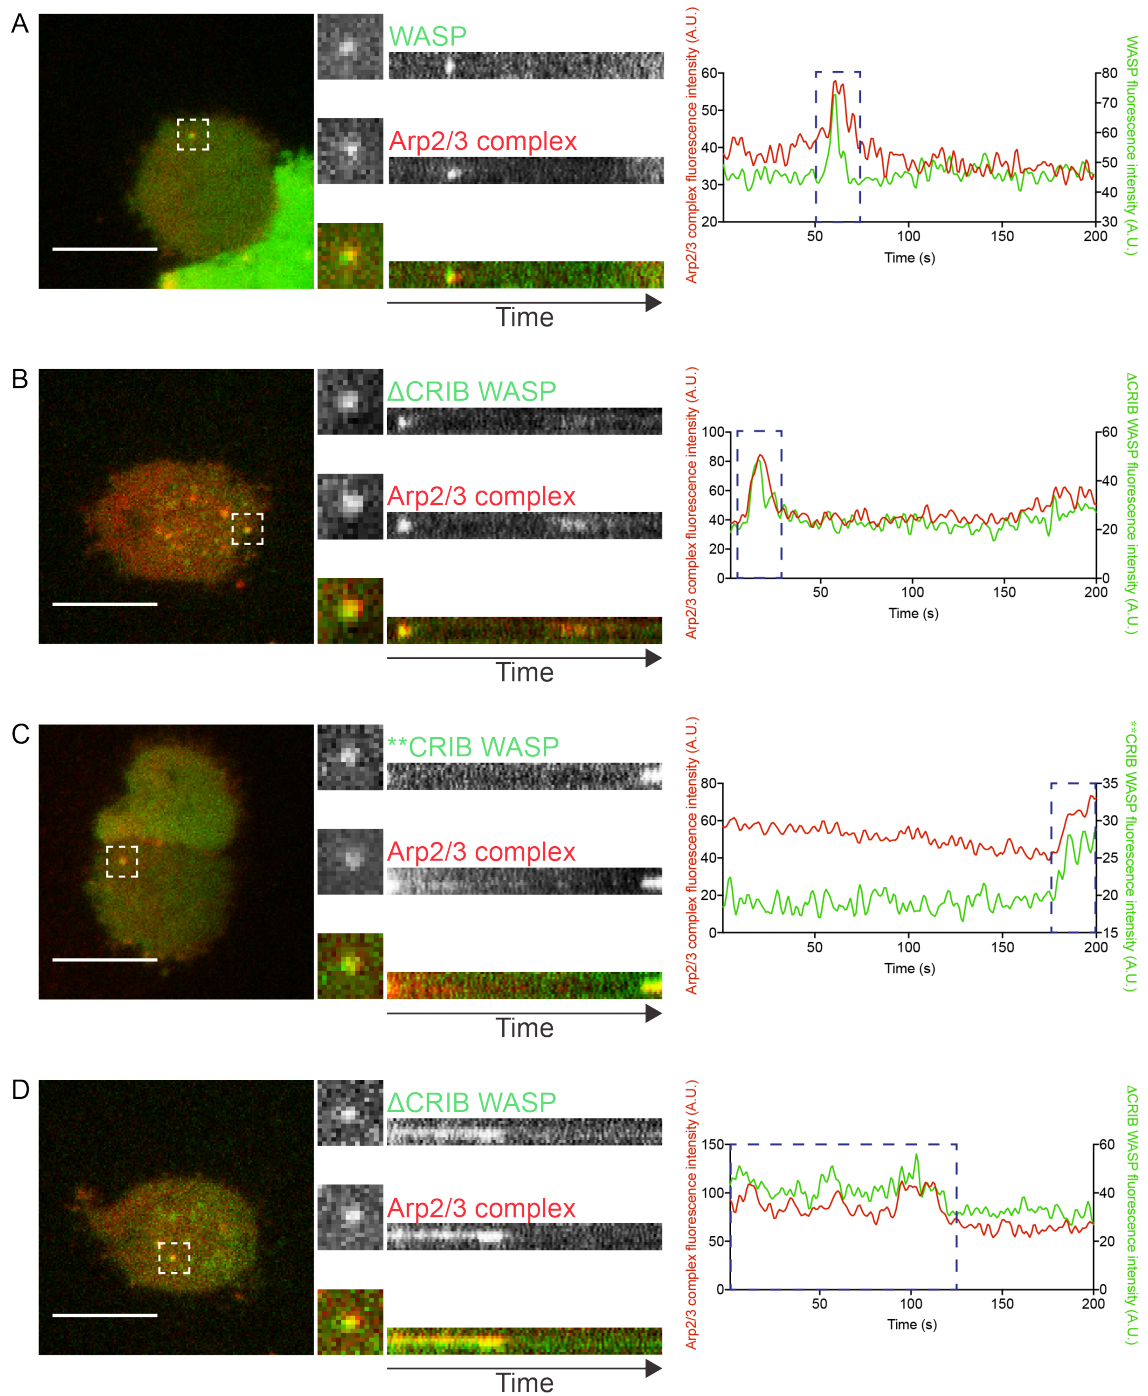 A
WASP
Arp2/3 complex
Time
Arp2/3 complex fluorescence intensity (A.U.)
60
50
40
30
20
50
100
150
200
Time (s)
80
70
60
50
40
30
WASP fluorescence intensity (A.U.)
B
ΔCRIB WASP
Arp2/3 complex
Time
Arp2/3 complex fluorescence intensity (A.U.)
100
80
60
40
20
0
50
100
150
200
Time (s)
60
40
20
0
ΔCRIB WASP fluorescence intensity (A.U.)
C
**CRIB WASP
Arp2/3 complex
Time
Arp2/3 complex fluorescence intensity (A.U.)
80
60
40
20
0
50
100
150
200
Time (s)
35
30
25
20
15
**CRIB WASP fluorescence intensity (A.U.)
D
ΔCRIB WASP
Arp2/3 complex
Time
Arp2/3 complex fluorescence intensity (A.U.)
150
100
50
0
50
100
150
200
Time (s)
60
40
20
0
ΔCRIB WASP fluorescence intensity (A.U.)